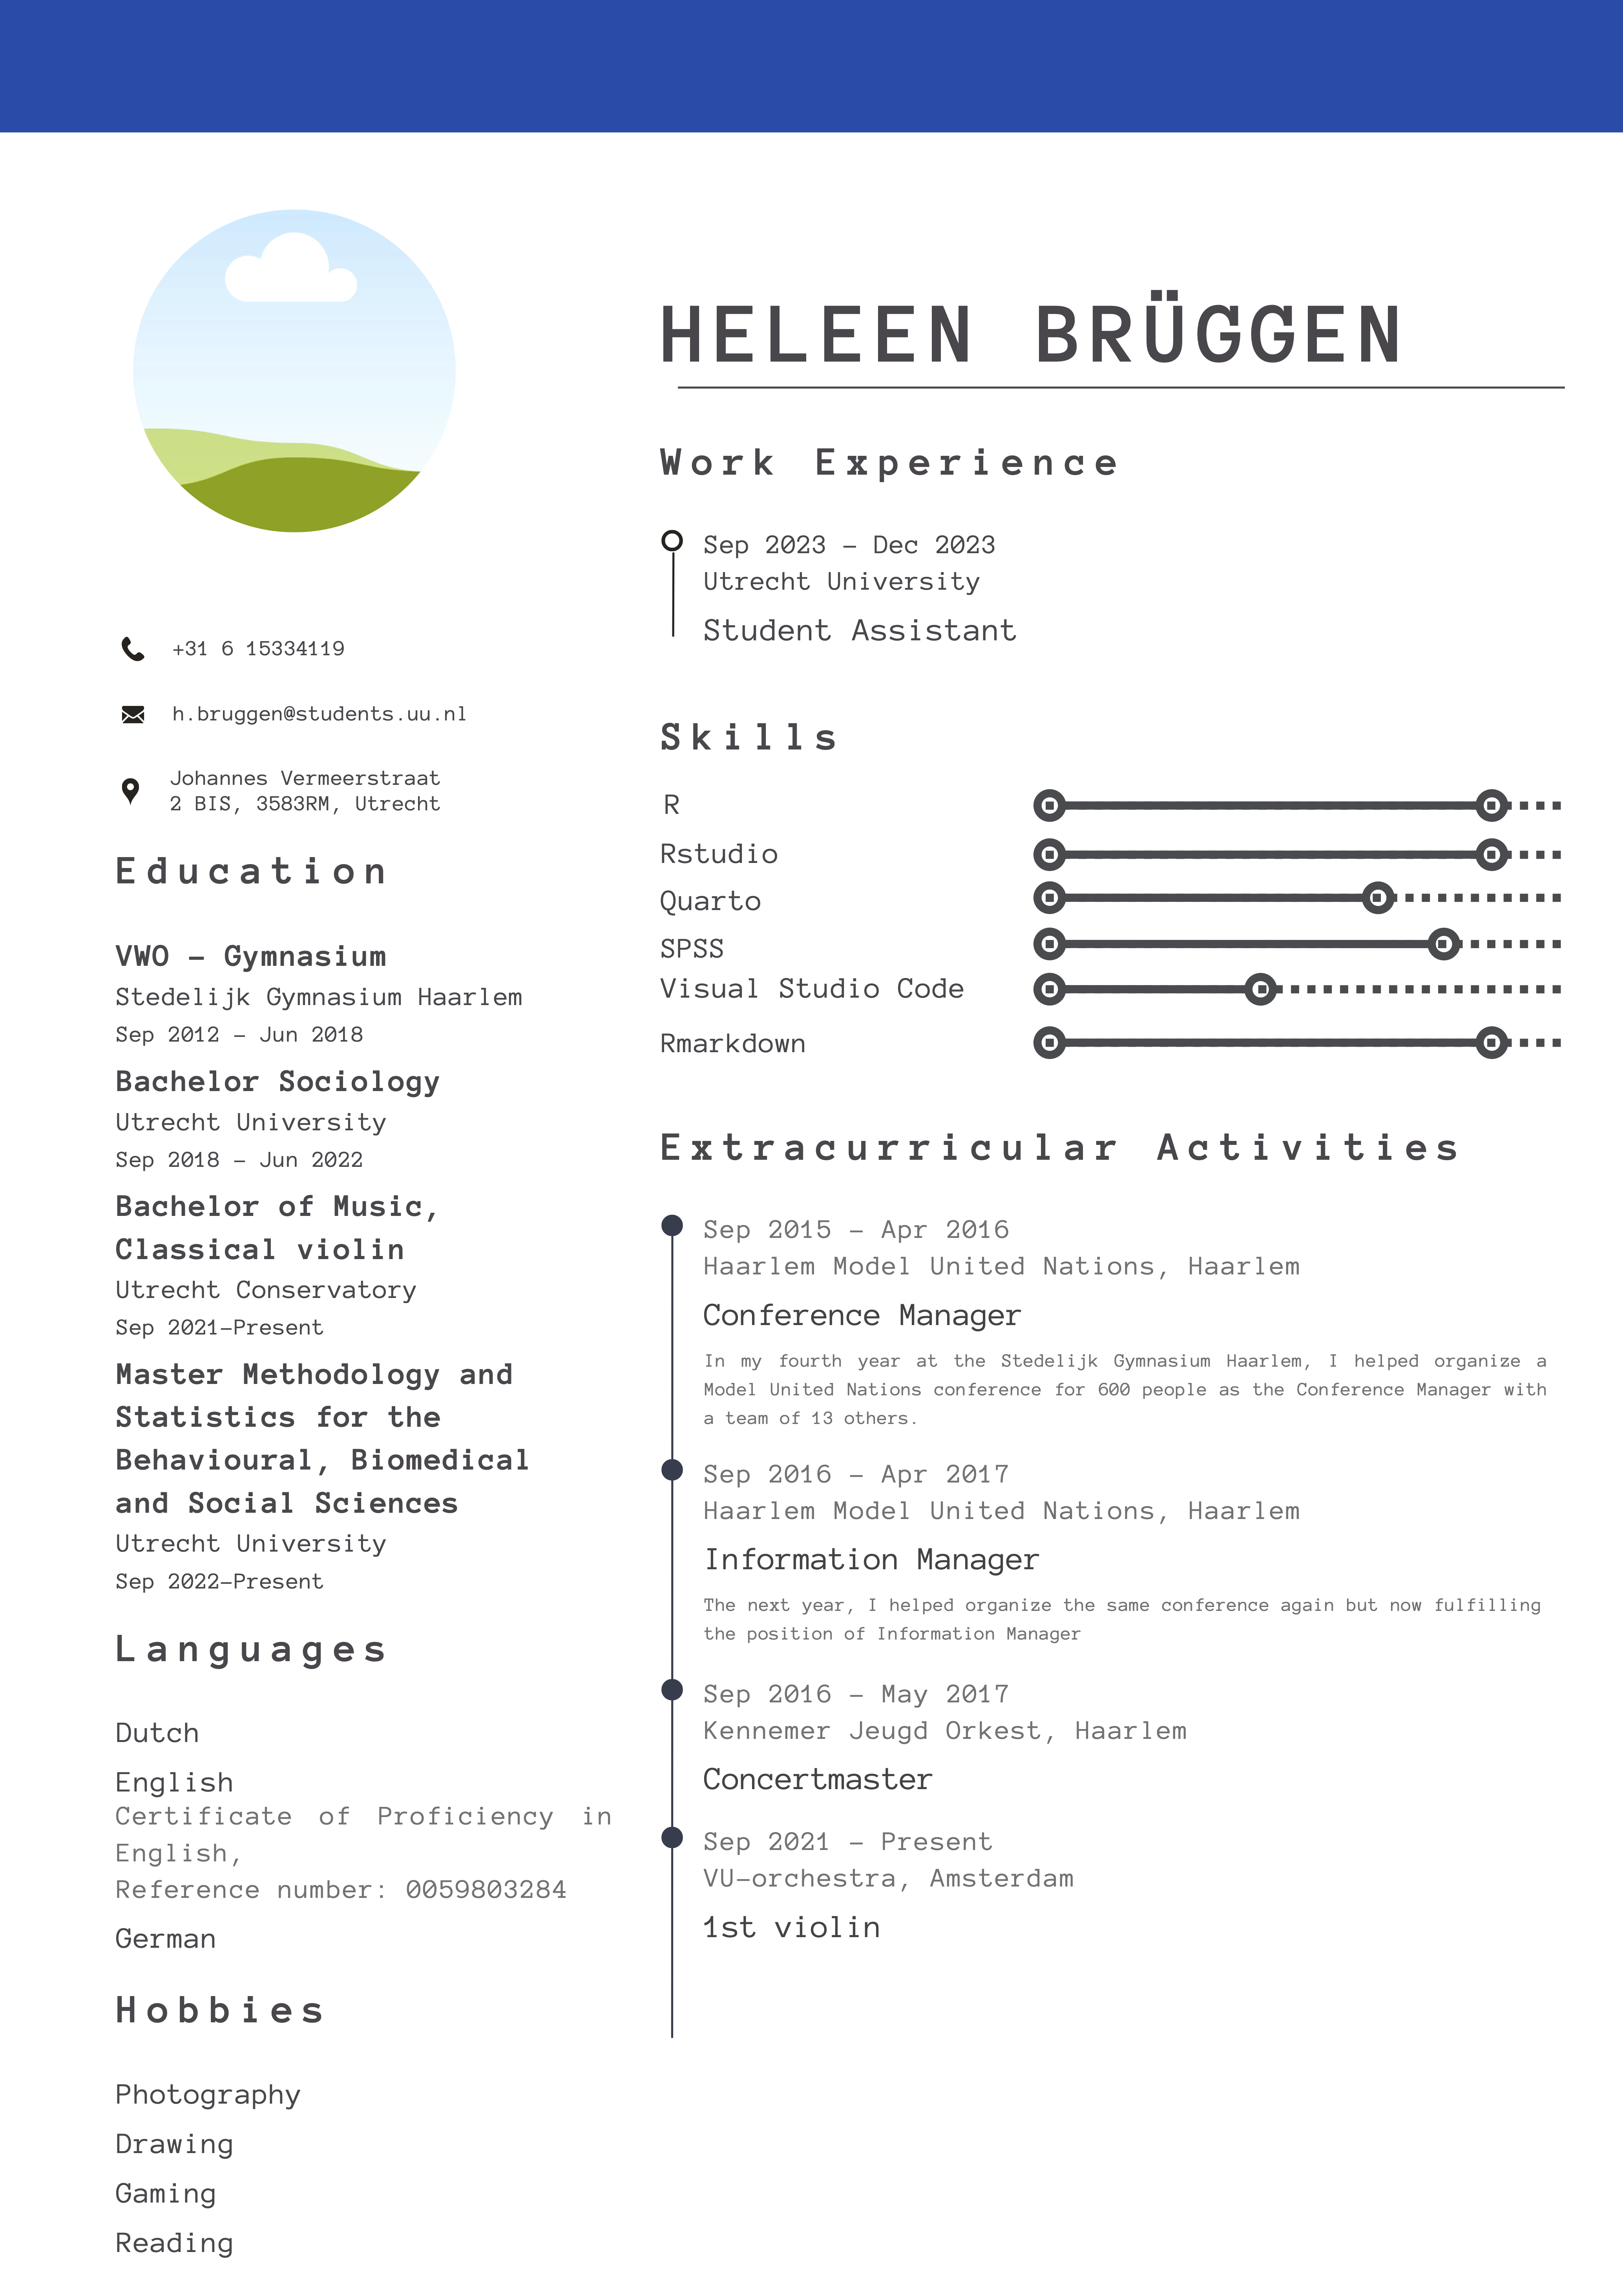 HELEEN BRÜGGEN
+31 6 15334119
h.bruggen@students.uu.nl
Johannes Vermeerstraat
2 BIS, 3583RM, Utrecht
Education
VWO - Gymnasium
Stedelijk Gymnasium Haarlem
Sep 2012 - Jun 2018
Bachelor Sociology
Utrecht University
Sep 2018 - Jun 2022
Bachelor of Music,
Classical violin
Utrecht Conservatory
Sep 2021-Present
Master Methodology and
Statistics for the
Behavioural, Biomedical
and Social Sciences
Utrecht University
Sep 2022-Present
Languages
Dutch
English
Certificate of Proficiency in
English,
Reference number: 0059803284
German
Hobbies
Photography
Drawing
Gaming
Reading
Work Experience
Sep 2023 - Dec 2023
Utrecht University
Student Assistant
Skills
R
Rstudio
Quarto
SPSS
Visual Studio Code
Rmarkdown
Extracurricular Activities
Sep 2015 - Apr 2016
Haarlem Model United Nations, Haarlem
Conference Manager
In my fourth year at the Stedelijk Gymnasium Haarlem, I helped organize a
Model United Nations conference for 600 people as the Conference Manager with
a team of 13 others.
Sep 2016 - Apr 2017
Haarlem Model United Nations, Haarlem
Information Manager
The next year, I helped organize the same conference again but now fulfilling
the position of Information Manager
Sep 2016 - May 2017
Kennemer Jeugd Orkest, Haarlem
Concertmaster
Sep 2021 - Present
VU-orchestra, Amsterdam
1st violin